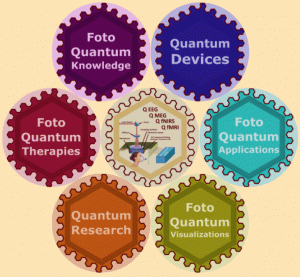 Foto
Quantum
Knowledge
Quantum
Devices
Foto
Quantum
Therapies
Q EEG
Q MEG
Q fNIRS
Q fMRI
Foto
Quantum
Applications
Quantum
Research
Foto
Quantum
Visualizations